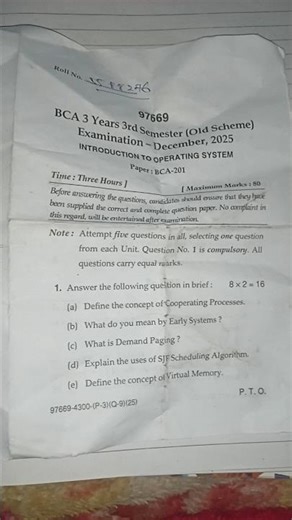 Roll No.
97669
BCA 3 Years 3rd Semester (Old Scheme)
Examination – December, 2025
INTRODUCTION TO OPERATING SYSTEM
Paper : BCA-201
Time : Three Hours ] [ Maximum Marks : 80
Before answering the questions, candidates should ensure that they have
been supplied the correct and complete question paper. No complaint in
this regard, will be entertained after examination.
Note : Attempt five questions in all, selecting one question
from each Unit. Question No. 1 is compulsory. All
questions carry equal marks.
1. Answer the following question in brief : 8 × 2 = 16
(a) Define the concept of Cooperating Processes.
(b) What do you mean by Early Systems ?
(c) What is Demand Paging ?
(d) Explain the uses of SJF Scheduling Algorithm.
(e) Define the concept of Virtual Memory.
P. T. O.
97669-4300-(P-3)(Q-9)(25)